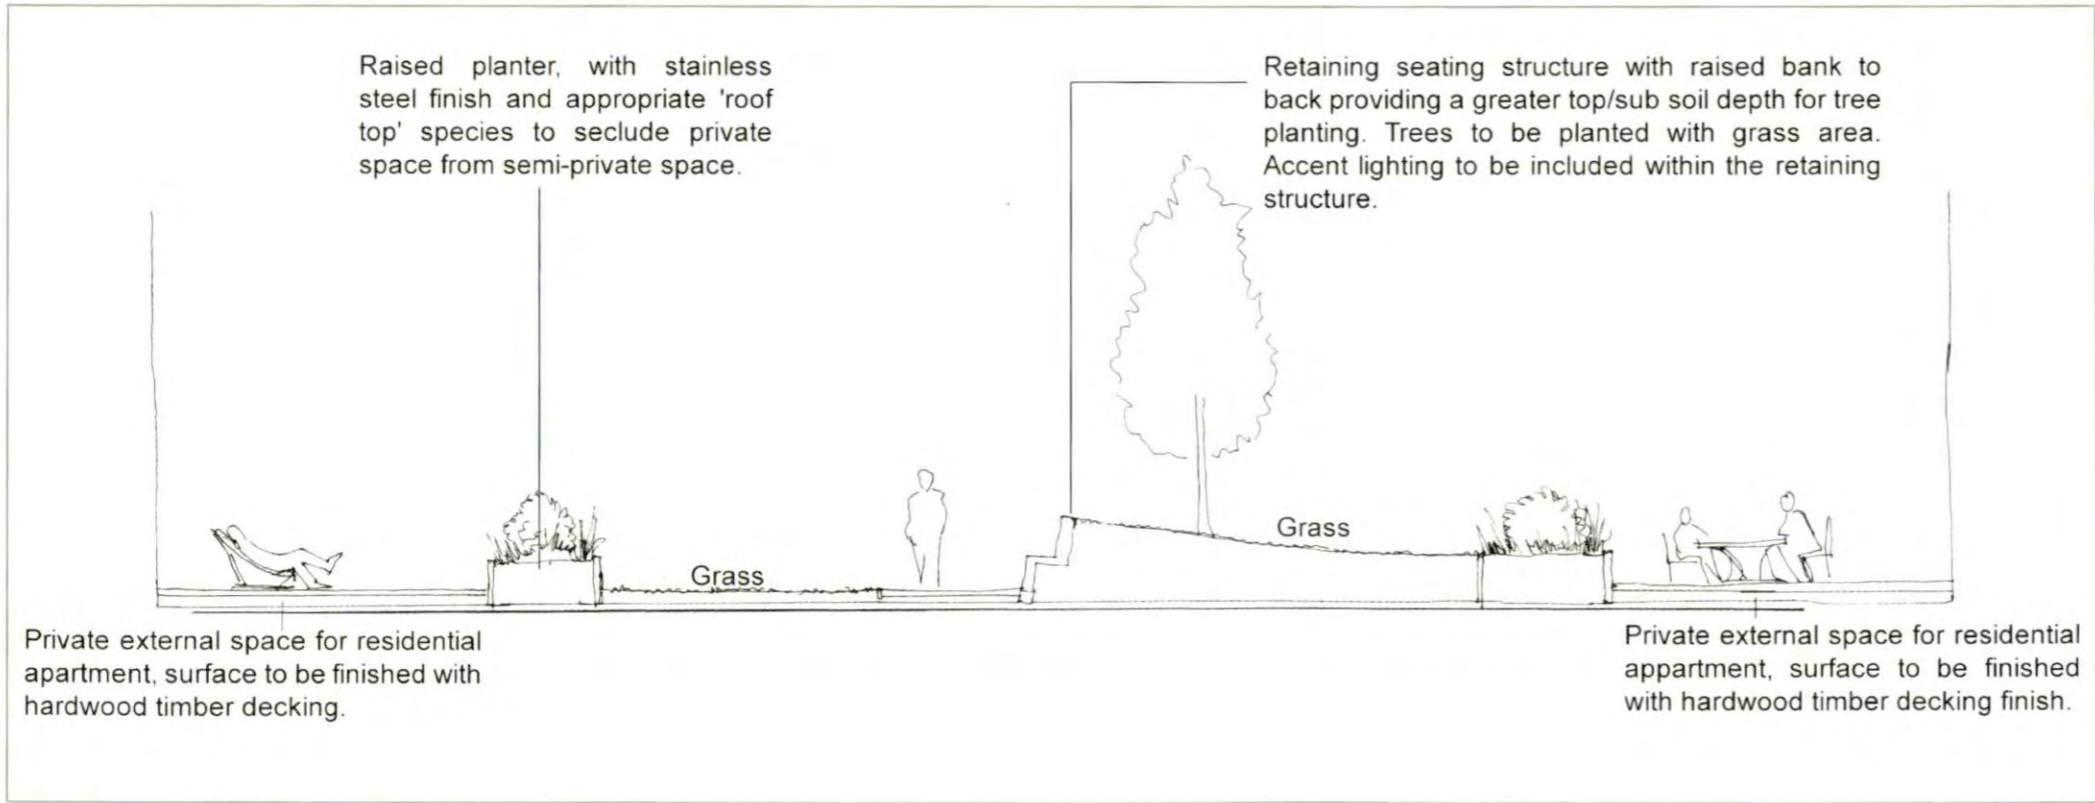 Raised planter, with stainless
steel finish and appropriate 'roof
top' species to seclude private
space from semi-private space.
Retaining seating structure with raised bank to
back providing a greater top/sub soil depth for tree
planting. Trees to be planted with grass area.
Accent lighting to be included within the retaining
structure.
Grass
Grass
Private external space for residential
apartment, surface to be finished with
hardwood timber decking.
Private external space for residential
appartment, surface to be finished
with hardwood timber decking finish.